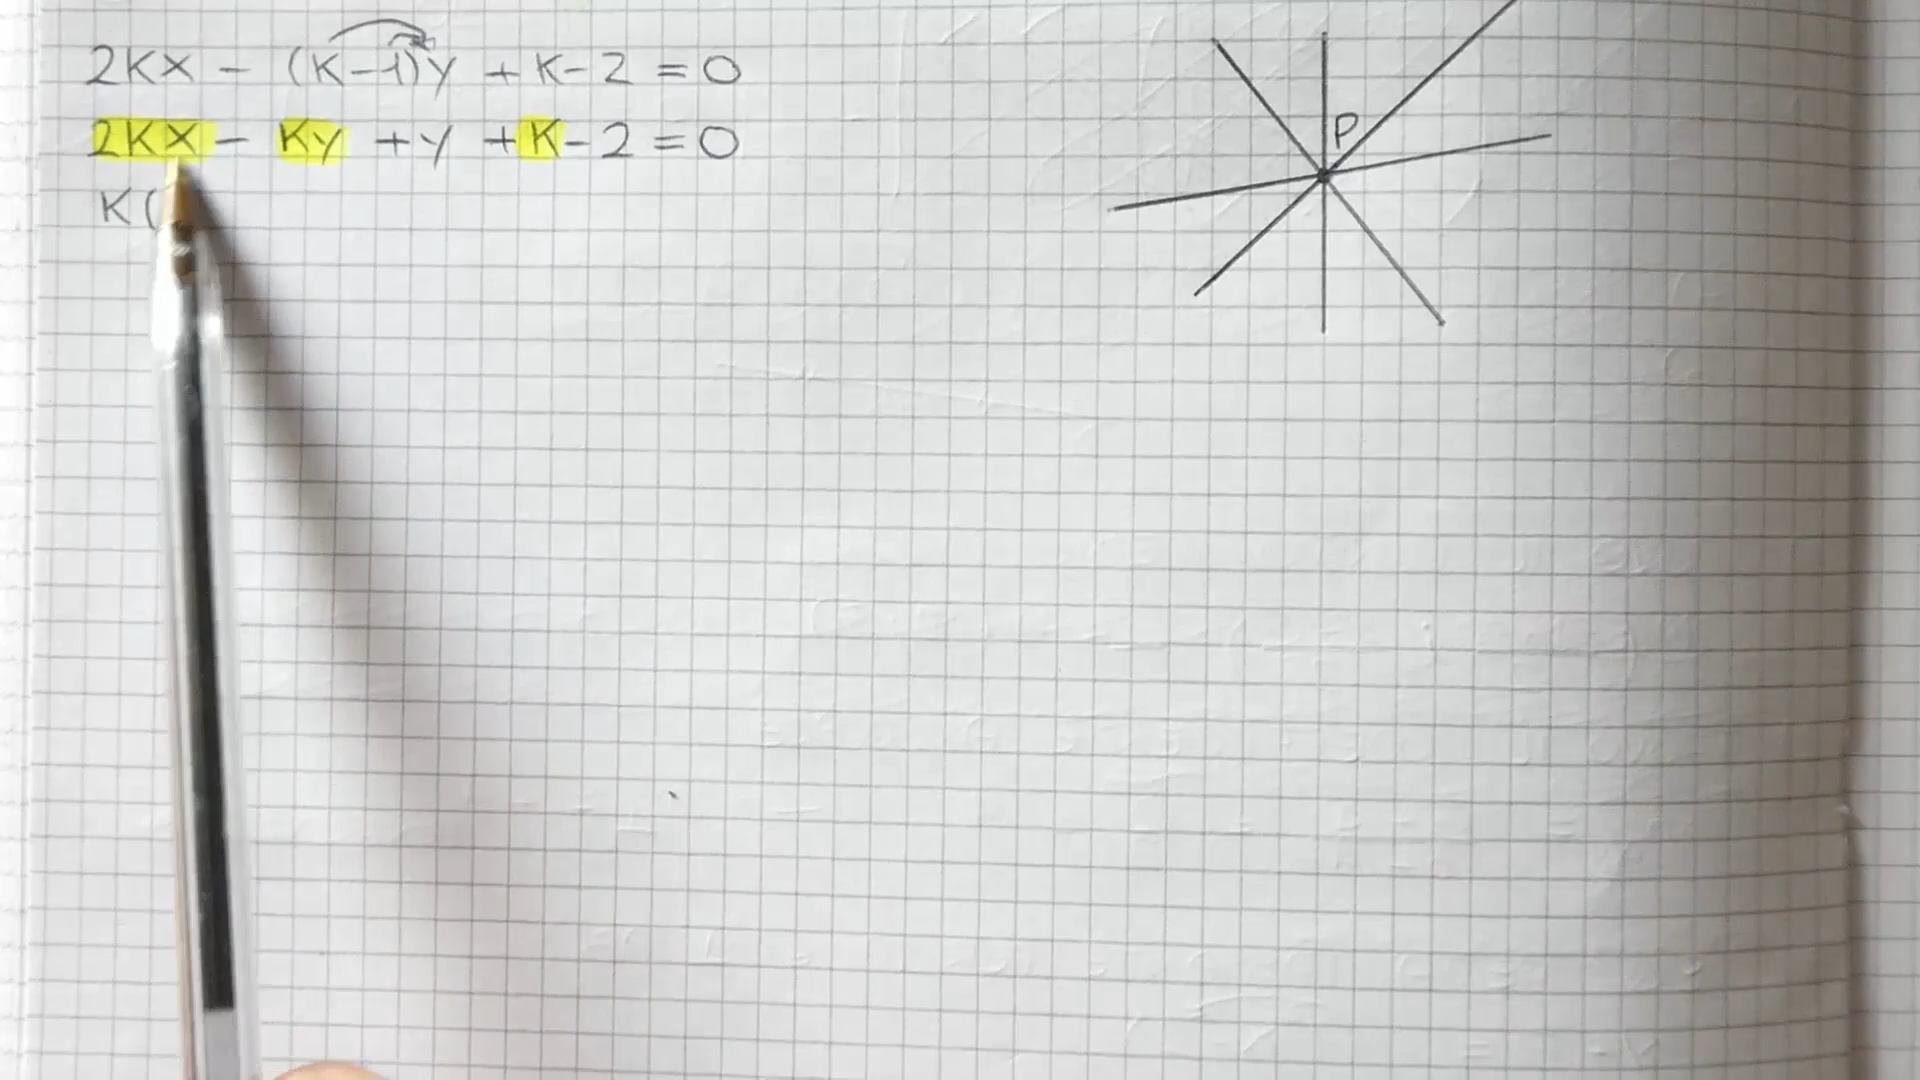 2KX - (K-1)y + K-2 = 0
2KX - Ky + y + K - 2 = 0
K(
P